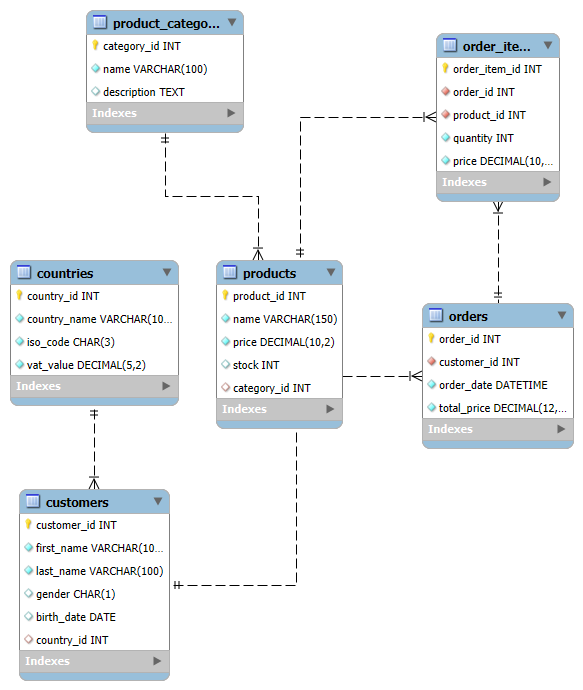 product_catego...
category_id INT
name VARCHAR(100)
description TEXT
Indexes
order_ite...
order_item_id INT
order_id INT
product_id INT
quantity INT
price DECIMAL(10,...
Indexes
countries
country_id INT
country_name VARCHAR(10...
iso_code CHAR(3)
vat_value DECIMAL(5,2)
Indexes
products
product_id INT
name VARCHAR(150)
price DECIMAL(10,2)
stock INT
category_id INT
Indexes
orders
order_id INT
customer_id INT
order_date DATETIME
total_price DECIMAL(12,...
Indexes
customers
customer_id INT
first_name VARCHAR(10...
last_name VARCHAR(100)
gender CHAR(1)
birth_date DATE
country_id INT
Indexes